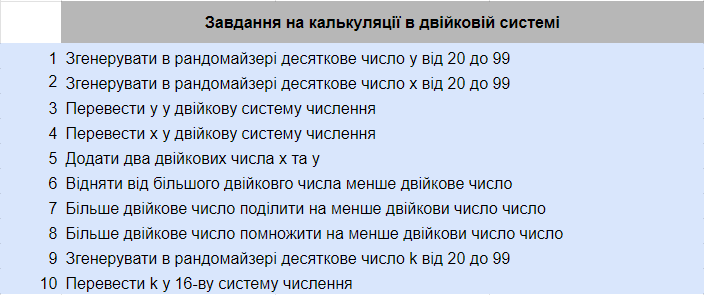 Завдання на калькуляції в двійковій системі
1 Згенерувати в рандомайзері десяткове число y від 20 до 99
2 Згенерувати в рандомайзері десяткове число x від 20 до 99
3 Перевести y у двійкову систему числення
4 Перевести x у двійкову систему числення
5 Додати два двійкових числа x та y
6 Відняти від більшого двійковго числа менше двійкове число
7 Більше двійкове число поділити на менше двійкови число число
8 Більше двійкове число помножити на менше двійкови число число
9 Згенерувати в рандомайзері десяткове число k від 20 до 99
10 Перевести k у 16-ву систему числення